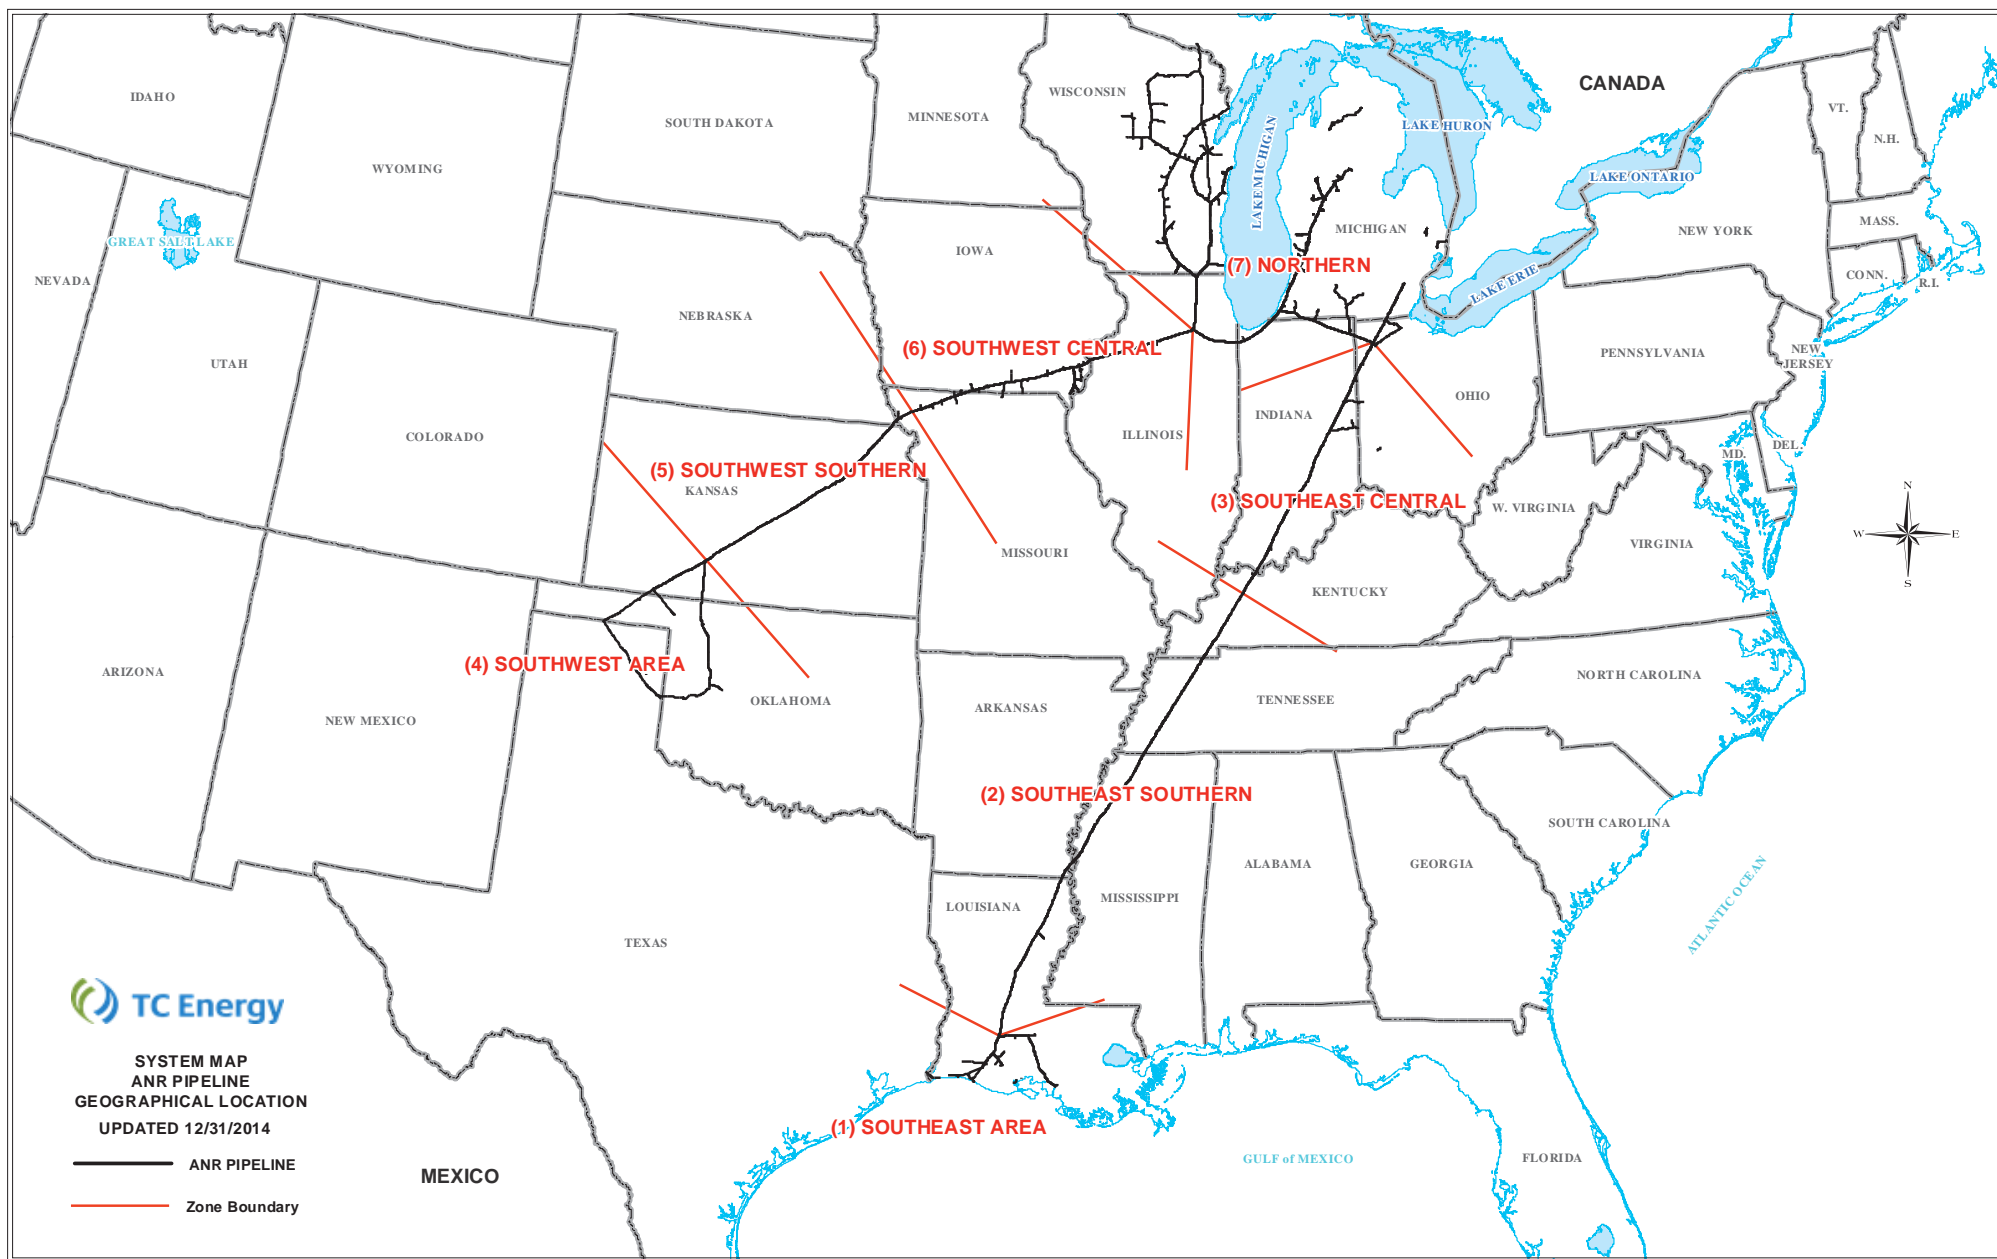 CANADA
IDAHO
WYOMING
SOUTH DAKOTA
MINNESOTA
WISCONSIN
LAKE MICHIGAN
LAKE HURON
LAKE ONTARIO
LAKE ERIE
MICHIGAN
VT.
N.H.
MASS.
CONN.
R.I.
NEW YORK
GREAT SALT LAKE
NEVADA
UTAH
NEBRASKA
IOWA
(7) NORTHERN
(6) SOUTHWEST CENTRAL
PENNSYLVANIA
NEW
JERSEY
COLORADO
ILLINOIS
INDIANA
OHIO
MD.
DEL.
(5) SOUTHWEST SOUTHERN
KANSAS
(3) SOUTHEAST CENTRAL
W. VIRGINIA
VIRGINIA
MISSOURI
KENTUCKY
N
W
E
S
ARIZONA
NEW MEXICO
(4) SOUTHWEST AREA
OKLAHOMA
ARKANSAS
TENNESSEE
NORTH CAROLINA
(2) SOUTHEAST SOUTHERN
SOUTH CAROLINA
ALABAMA
GEORGIA
MISSISSIPPI
LOUISIANA
TEXAS
ATLANTIC OCEAN
(1) SOUTHEAST AREA
GULF of MEXICO
FLORIDA
MEXICO
TC Energy
SYSTEM MAP
ANR PIPELINE
GEOGRAPHICAL LOCATION
UPDATED 12/31/2014
ANR PIPELINE
Zone Boundary